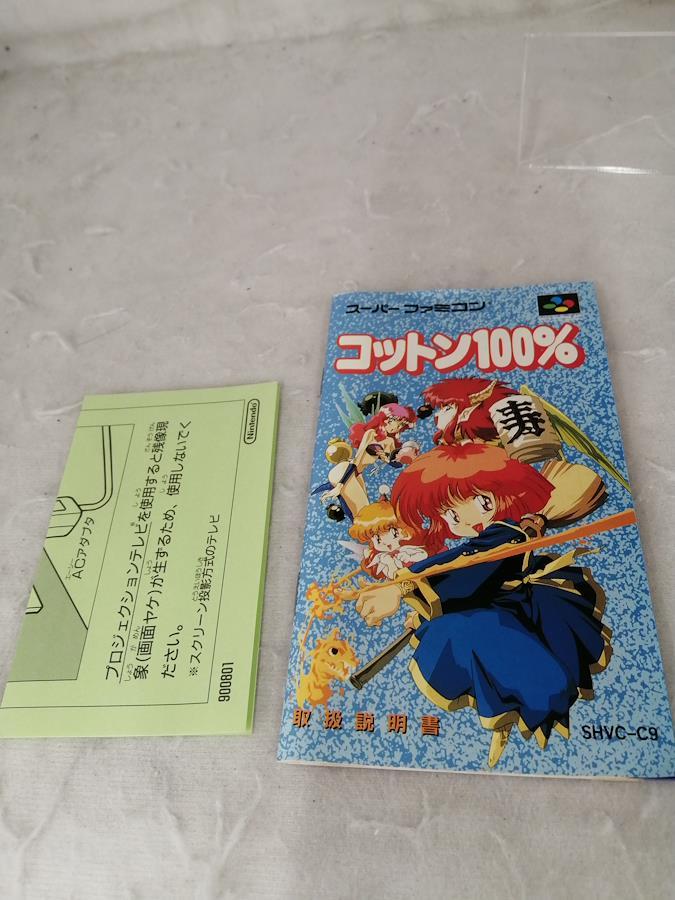 スーパーファミコン
コットン100%
寿
取扱説明書
SHVC-C9
Nintendo
エーシー
ACアダプタ
プロジェクションテレビを使用すると残像現
象(画面ヤケ)が生ずるため、使用しないでく
ださい。
※スクリーン投影方式のテレビ
900801